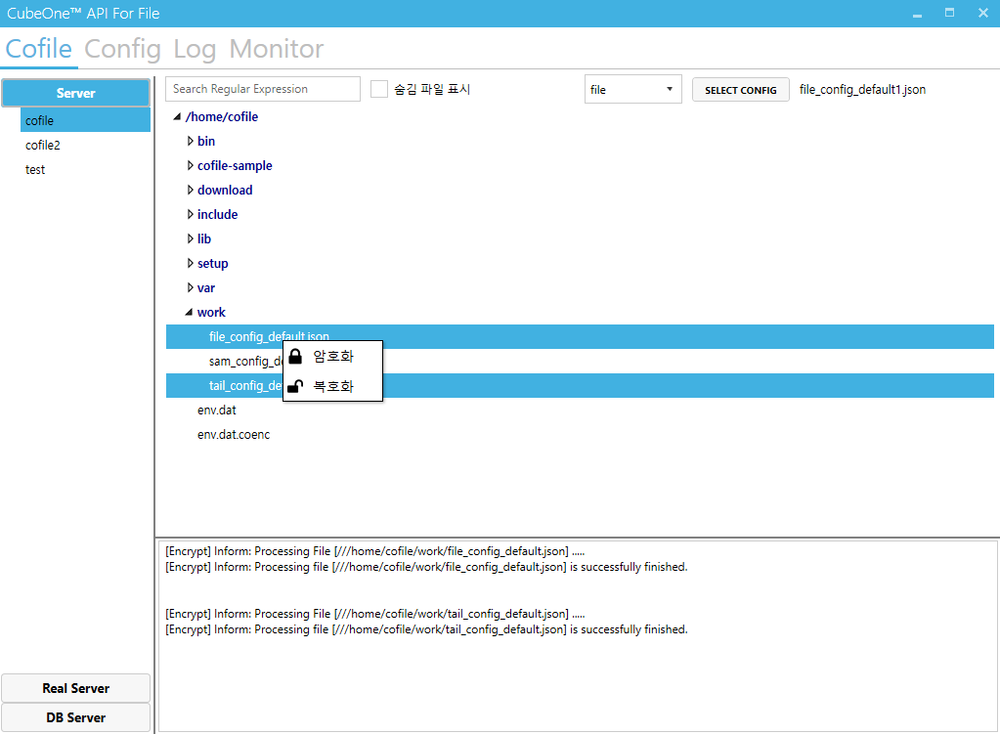 CubeOne™ API For File
Cofile Config Log Monitor
Server
cofile
cofile2
test
Real Server
DB Server
Search Regular Expression
숨김 파일 표시
file
SELECT CONFIG
file_config_default1.json
/home/cofile
bin
cofile-sample
download
include
lib
setup
var
work
file_config_default.json
sam_config_de
tail_config_de
env.dat
env.dat.coenc
암호화
복호화
[Encrypt] Inform: Processing File [///home/cofile/work/file_config_default.json] .....
[Encrypt] Inform: Processing file [///home/cofile/work/file_config_default.json] is successfully finished.
[Encrypt] Inform: Processing File [///home/cofile/work/tail_config_default.json] .....
[Encrypt] Inform: Processing file [///home/cofile/work/tail_config_default.json] is successfully finished.